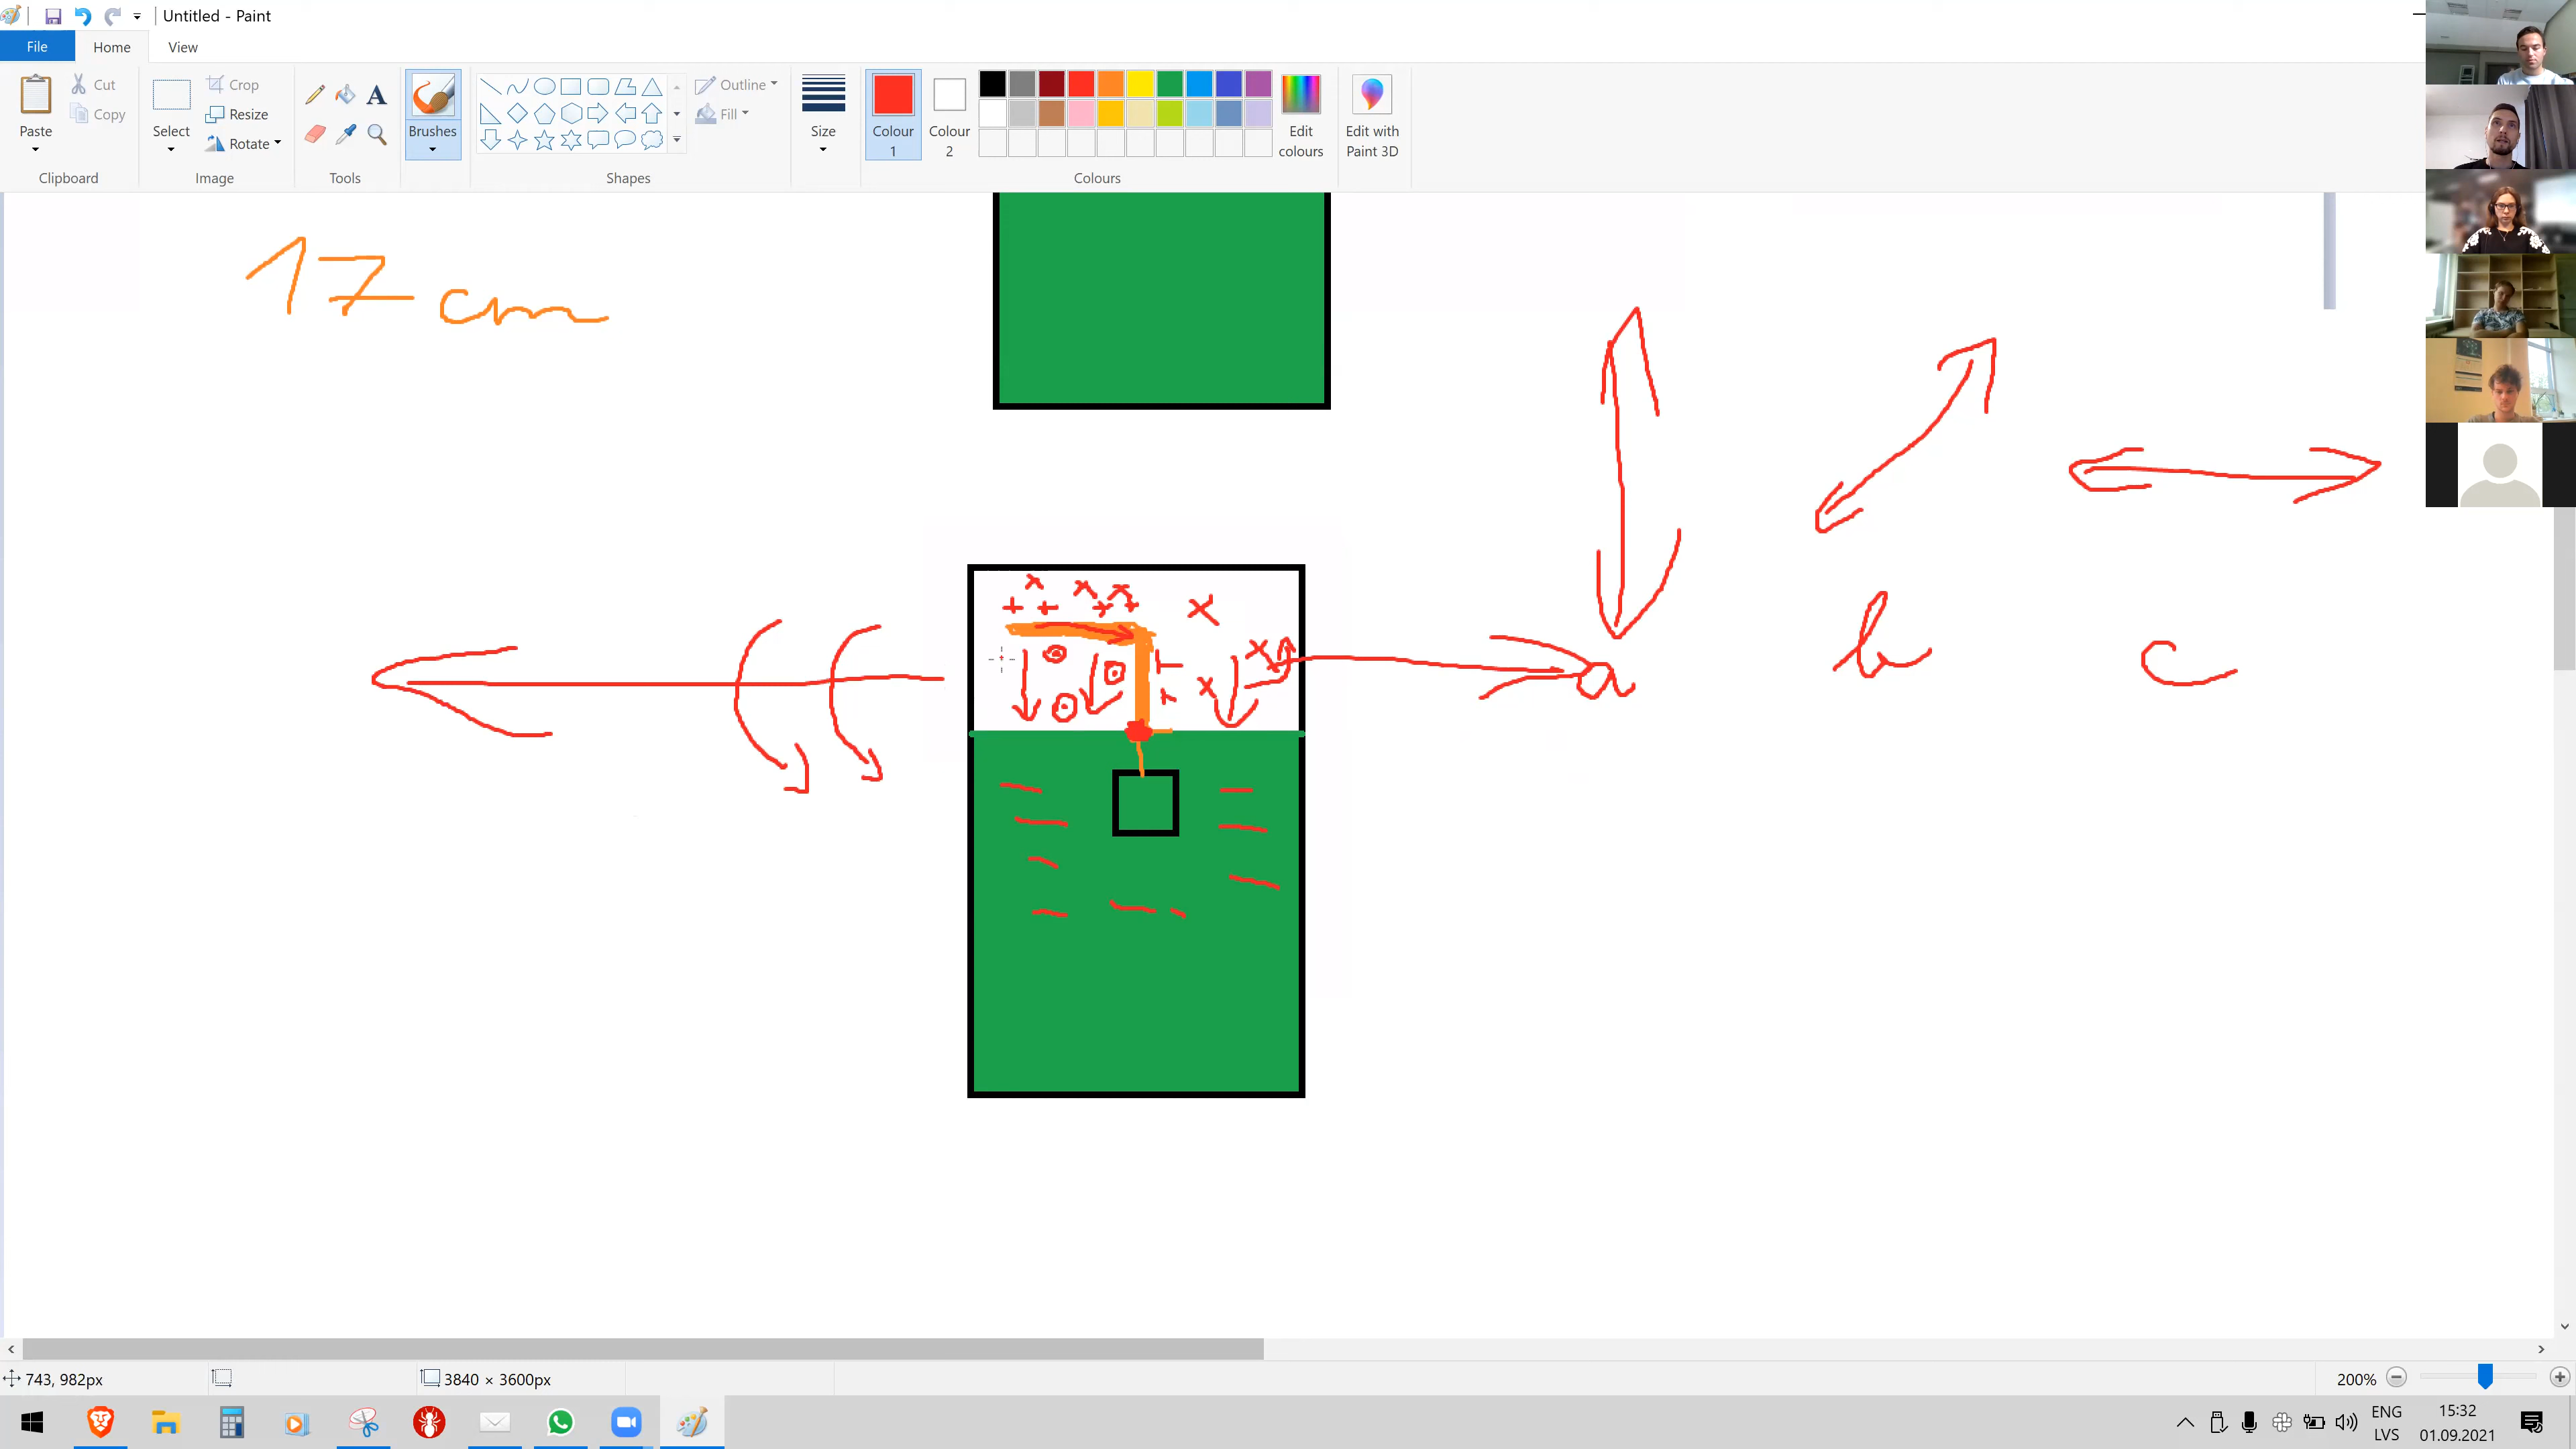 Untitled - Paint
File Home View
Paste
Cut
Copy
Clipboard
Select
Crop
Resize
Rotate
Image
Tools
Brushes
Shapes
Outline
Fill
Size
Colour 1
Colour 2
Edit colours
Colours
Edit with Paint 3D
17 cm
a b c
743, 982px
3840 × 3600px
200%
ENG
LVS
15:32
01.09.2021